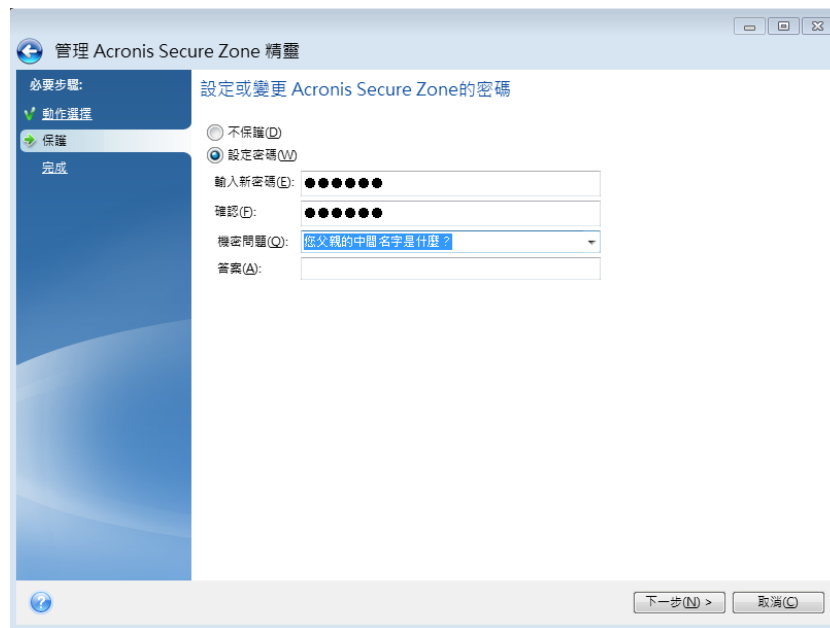 管理 Acronis Secure Zone 精靈
必要步驟:
動作選擇
保護
完成
設定或變更 Acronis Secure Zone的密碼
不保護(D)
設定密碼(W)
輸入新密碼(E): ●●●●●●
確認(F): ●●●●●●
機密問題(Q): 您父親的中間名字是什麼？
答案(A):
下一步(N) >
取消(C)